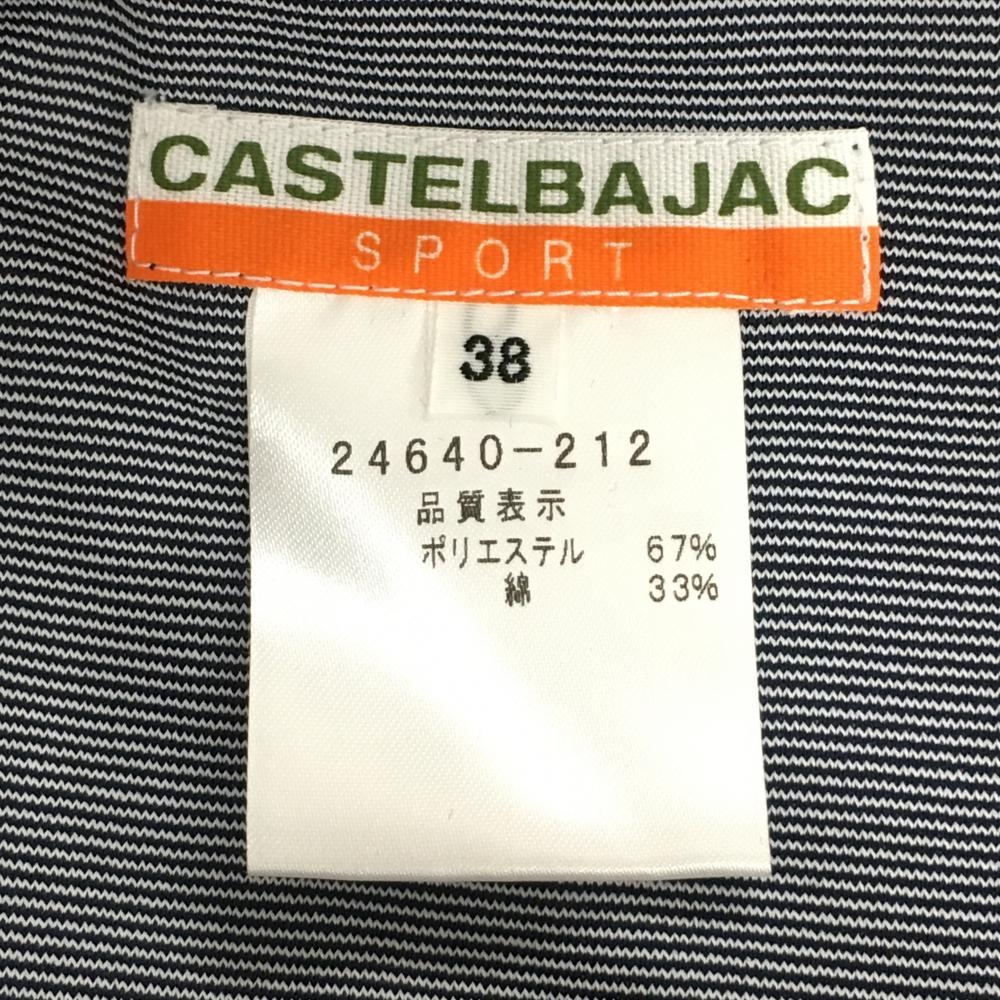 CASTELBAJAC
SPORT
38
24640-212
品質表示
ポリエステル 67%
綿 33%